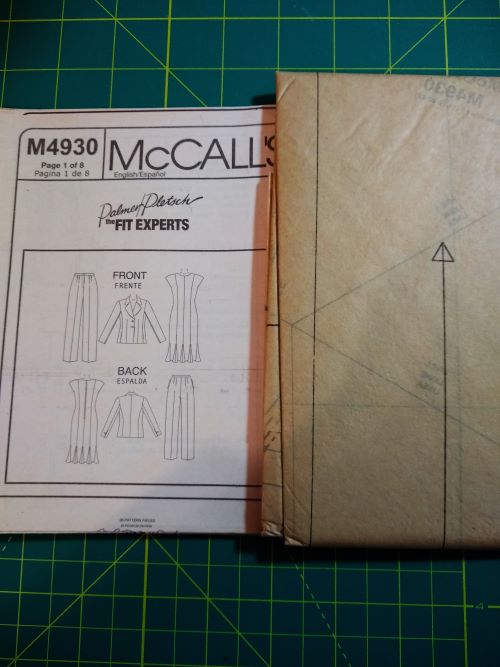 M4930
Page 1 of 8
Pagina 1 de 8
McCALL'S
English/Español
Palmer/Pletsch
the FIT EXPERTS
FRONT
FRENTE
BACK
ESPALDA
M4930